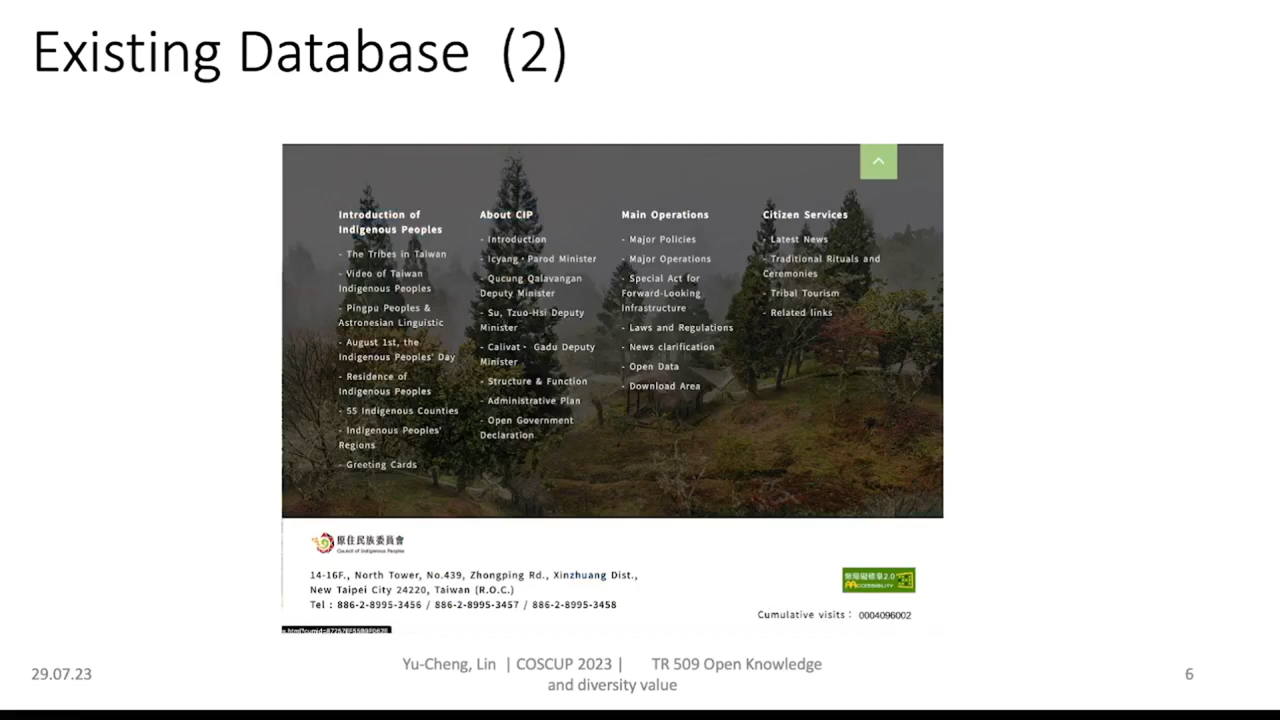 Existing Database (2)
Introduction of
Indigenous Peoples
- The Tribes in Taiwan
- Video of Taiwan
Indigenous Peoples
- Pingpu Peoples &
Astronesian Linguistic
- August 1st, the
Indigenous Peoples' Day
- Residence of
Indigenous Peoples
- 55 Indigenous Counties
- Indigenous Peoples'
Regions
- Greeting Cards
About CIP
- Introduction
- Icyang・Parod Minister
- Qucung Qalavangan
Deputy Minister
- Su, Tzuo-Hsi Deputy
Minister
- Calivat・ Gadu Deputy
Minister
- Structure & Function
- Administrative Plan
- Open Government
Declaration
Main Operations
- Major Policies
- Major Operations
- Special Act for
Forward-Looking
Infrastructure
- Laws and Regulations
- News clarification
- Open Data
- Download Area
Citizen Services
- Latest News
- Traditional Rituals and
Ceremonies
- Tribal Tourism
- Related links
原住民族委員會
Council of Indigenous Peoples
14-16F., North Tower, No.439, Zhongping Rd., Xinzhuang Dist.,
New Taipei City 24220, Taiwan (R.O.C.)
Tel : 886-2-8995-3456 / 886-2-8995-3457 / 886-2-8995-3458
無障礙標章2.0
ACCESSIBILITY
Cumulative visits： 0004096002
29.07.23
Yu-Cheng, Lin | COSCUP 2023 | TR 509 Open Knowledge
and diversity value
6